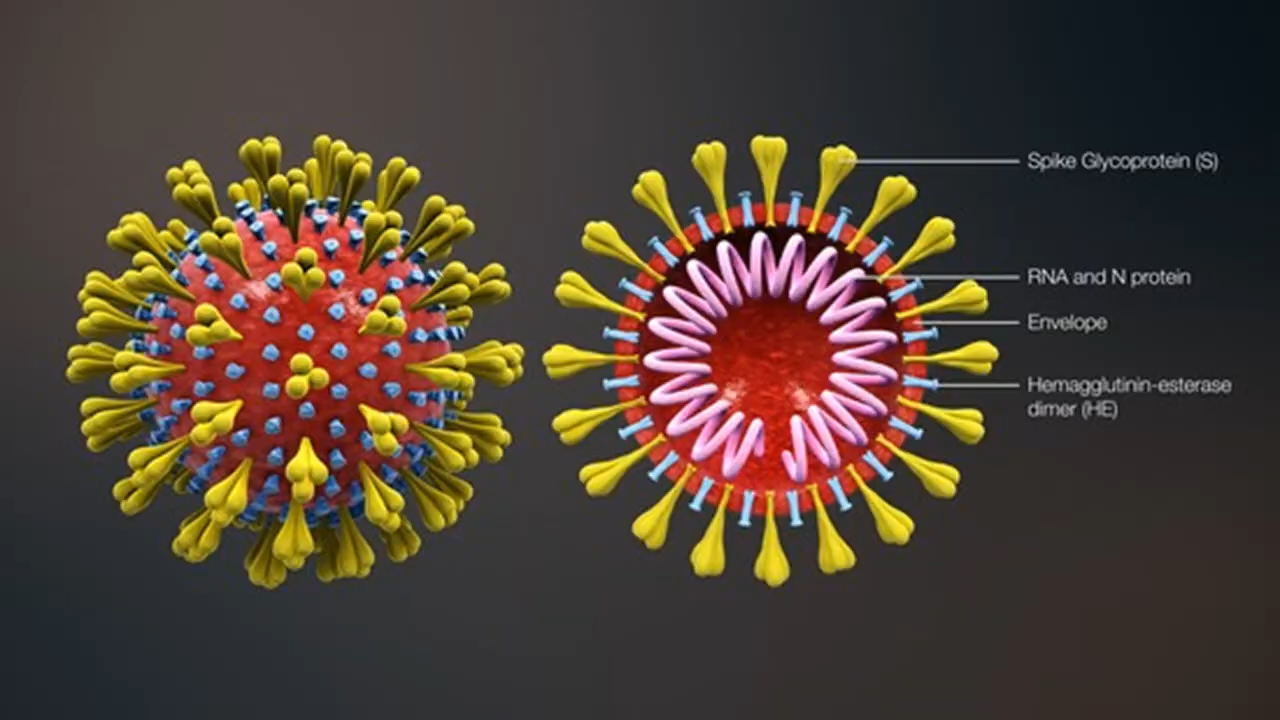 Spike Glycoprotein (S)
RNA and N protein
Envelope
Hemagglutinin-esterase
dimer (HE)